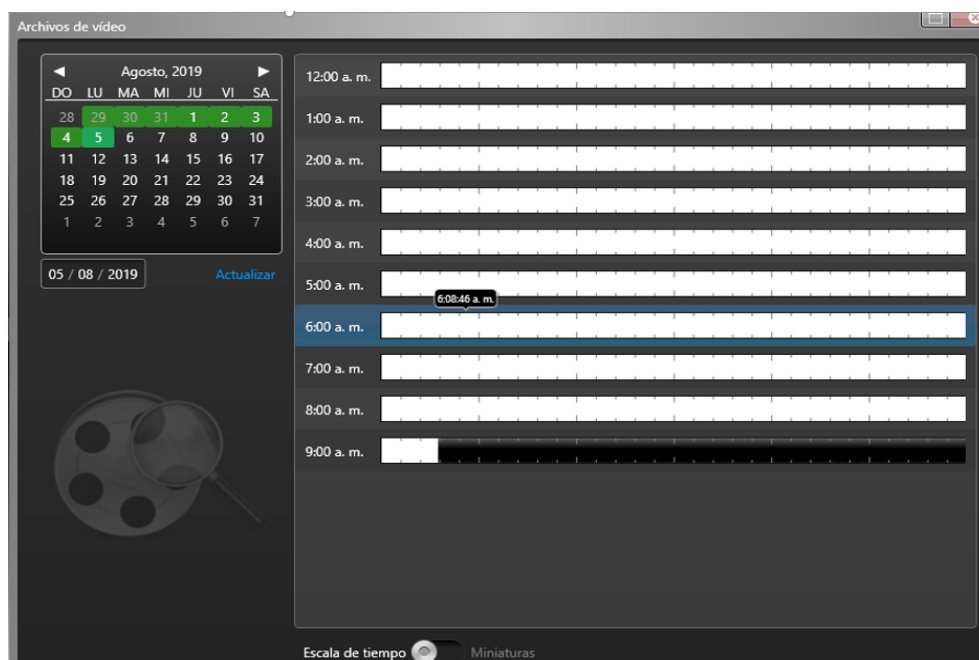 Archivos de vídeo
Agosto, 2019
DO LU MA MI JU VI SA
28 29 30 31 1 2 3
4 5 6 7 8 9 10
11 12 13 14 15 16 17
18 19 20 21 22 23 24
25 26 27 28 29 30 31
1 2 3 4 5 6 7
05 / 08 / 2019
Actualizar
12:00 a. m.
1:00 a. m.
2:00 a. m.
3:00 a. m.
4:00 a. m.
5:00 a. m.
6:08:46 a. m.
6:00 a. m.
7:00 a. m.
8:00 a. m.
9:00 a. m.
Escala de tiempo Miniaturas